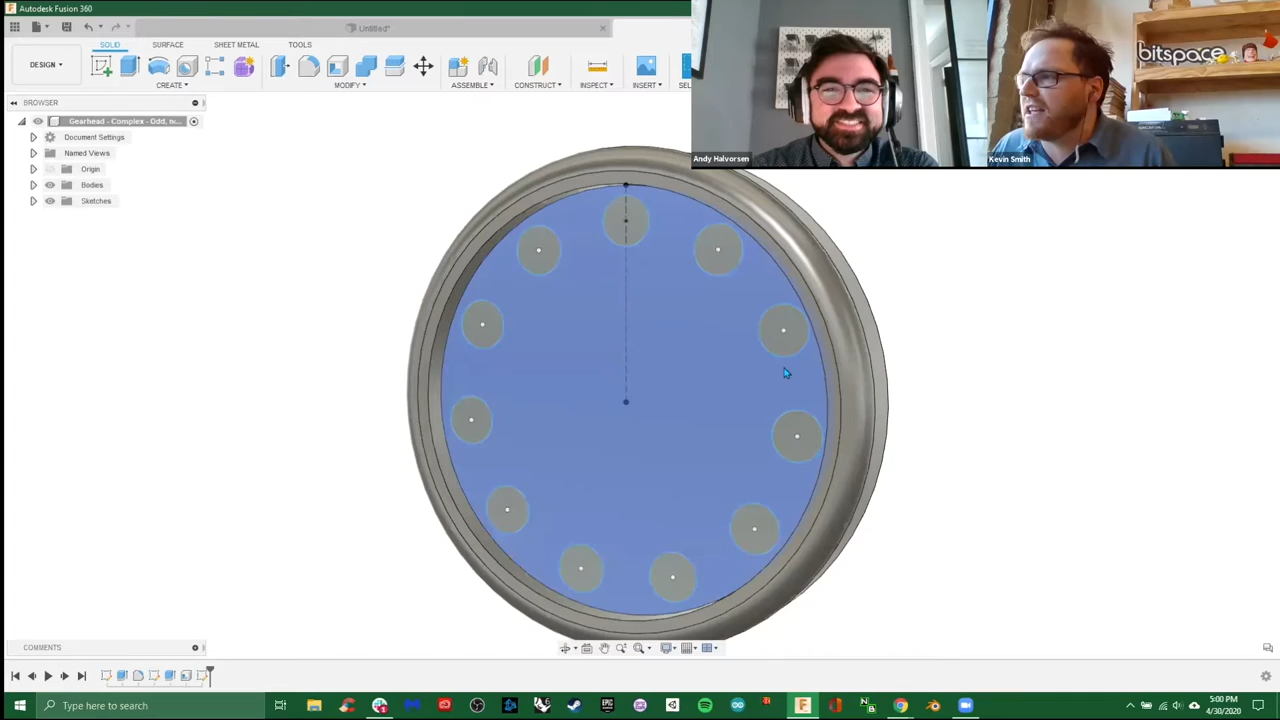 Autodesk Fusion 360
Untitled*
SOLID SURFACE SHEET METAL TOOLS
DESIGN
CREATE MODIFY ASSEMBLE CONSTRUCT INSPECT INSERT
BROWSER
Gearhead - Complex - Odd, n...
Document Settings
Named Views
Origin
Bodies
Sketches
bitspace
Andy Halvorsen
Kevin Smith
COMMENTS
Type here to search
5:00 PM
4/30/2020